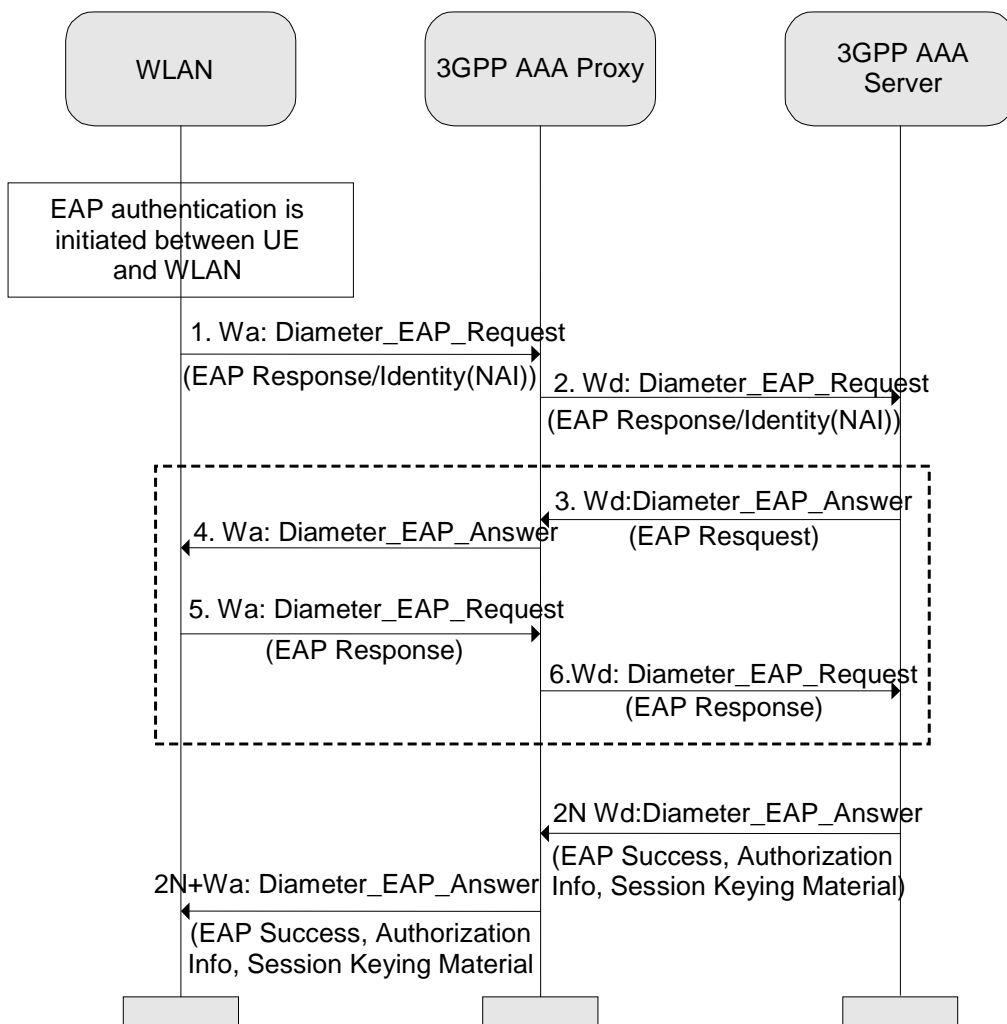 WLAN
3GPP AAA Proxy
3GPP AAA
Server
EAP authentication is
initiated between UE
and WLAN
1. Wa: Diameter_EAP_Request
(EAP Response/Identity(NAI))
2. Wd: Diameter_EAP_Request
(EAP Response/Identity(NAI))
3. Wd:Diameter_EAP_Answer
(EAP Resquest)
4. Wa: Diameter_EAP_Answer
5. Wa: Diameter_EAP_Request
(EAP Response)
6.Wd: Diameter_EAP_Request
(EAP Response)
2N Wd:Diameter_EAP_Answer
(EAP Success, Authorization
Info, Session Keying Material)
2N+Wa: Diameter_EAP_Answer
(EAP Success, Authorization
Info, Session Keying Material